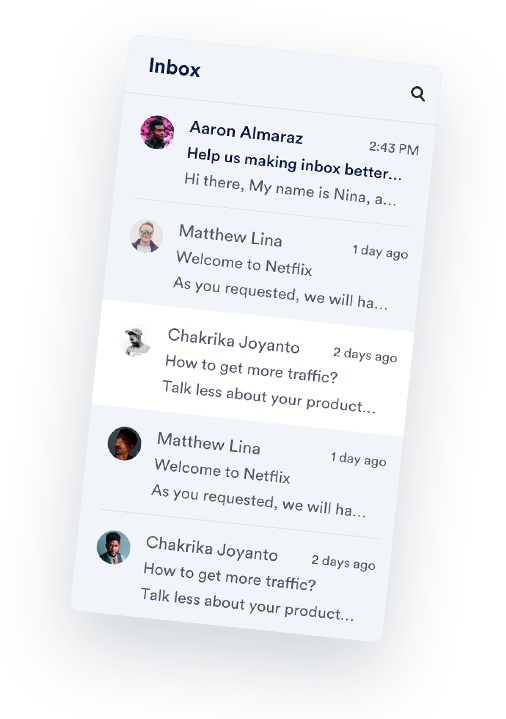 Inbox
Aaron Almaraz 2:43 PM
Help us making inbox better...
Hi there, My name is Nina, a...
Matthew Lina 1 day ago
Welcome to Netflix
As you requested, we will ha...
Chakrika Joyanto 2 days ago
How to get more traffic?
Talk less about your product...
Matthew Lina 1 day ago
Welcome to Netflix
As you requested, we will ha...
Chakrika Joyanto 2 days ago
How to get more traffic?
Talk less about your product...